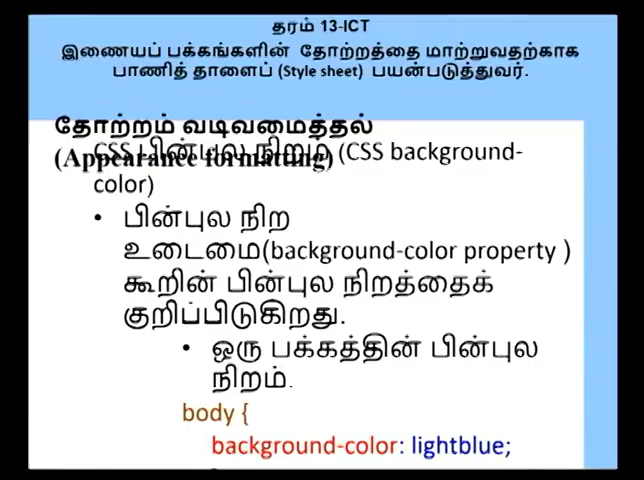 தரம் 13-ICT
இணையப் பக்கங்களின் தோற்றத்தை மாற்றுவதற்காக
பாணித் தாளைப் (Style sheet) பயன்படுத்துவர்.
தோற்றம் வடிவமைத்தல்
(Appearance formatting)
CSS பின்புல நிறம் (CSS background-
color)
• பின்புல நிற
உடைமை(background-color property )
கூறின் பின்புல நிறத்தைக்
குறிப்பிடுகிறது.
• ஒரு பக்கத்தின் பின்புல
நிறம்.
body {
background-color: lightblue;